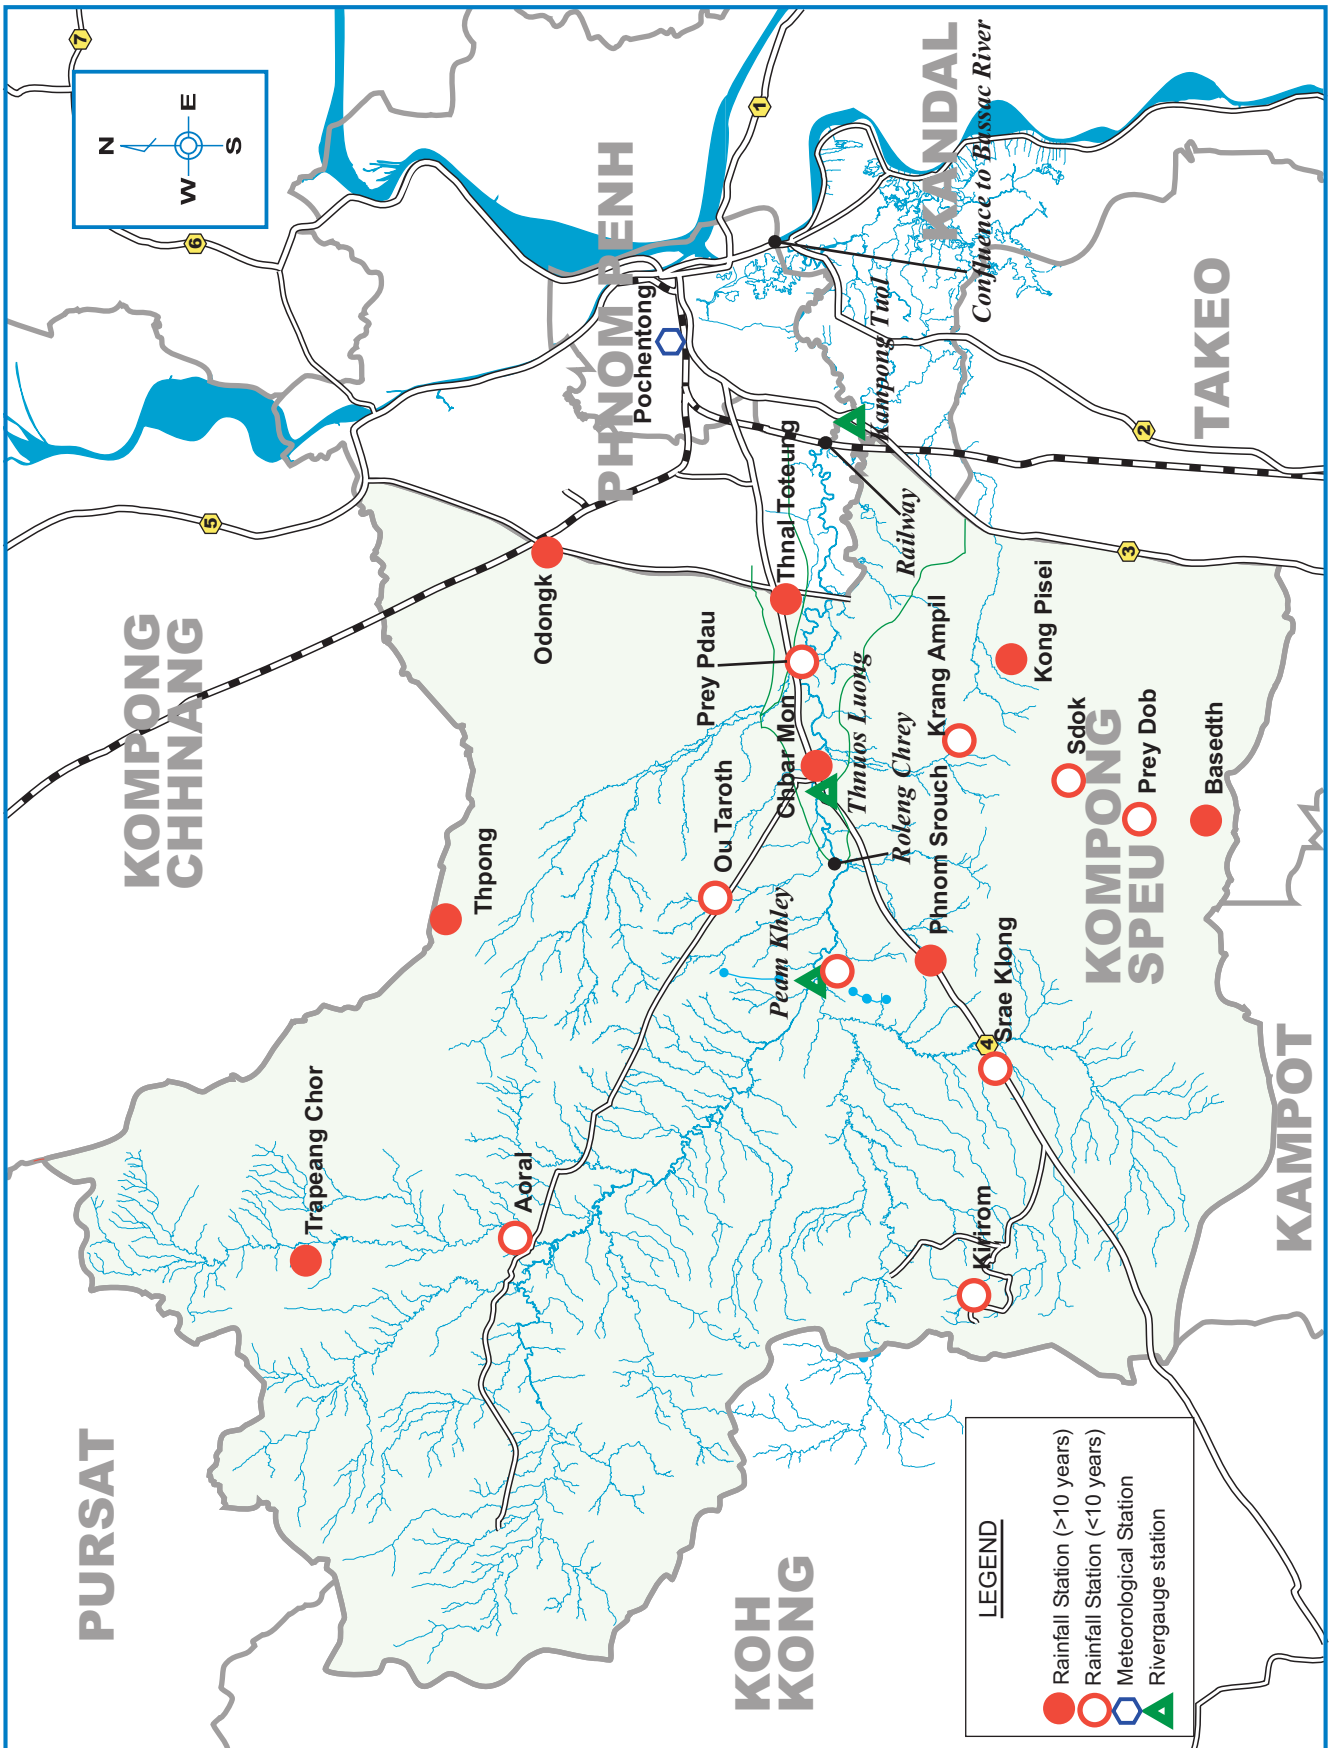 N
W
E
S
7
6
5
1
2
3
4
KOMPONG
CHHNANG
PHNOM PENH
KANDAL
TAKEO
KOMPONG
SPEU
KAMPOT
PURSAT
KOH
KONG
Pochentong
Odongk
Thnal Toteung
Prey Pdau
Chbar Mon
Ou Taroth
Thpong
Trapeang Chor
Aoral
Kirirom
Srae Klong
Phnom Srouch
Krang Ampil
Kong Pisei
Sdok
Prey Dob
Basedth
Kampong Tuol
Confluence to Bassac River
Railway
Thnuos Luong
Roleng Chrey
Peam Khley
LEGEND
Rainfall Station (>10 years)
Rainfall Station (<10 years)
Meteorological Station
Rivergauge station